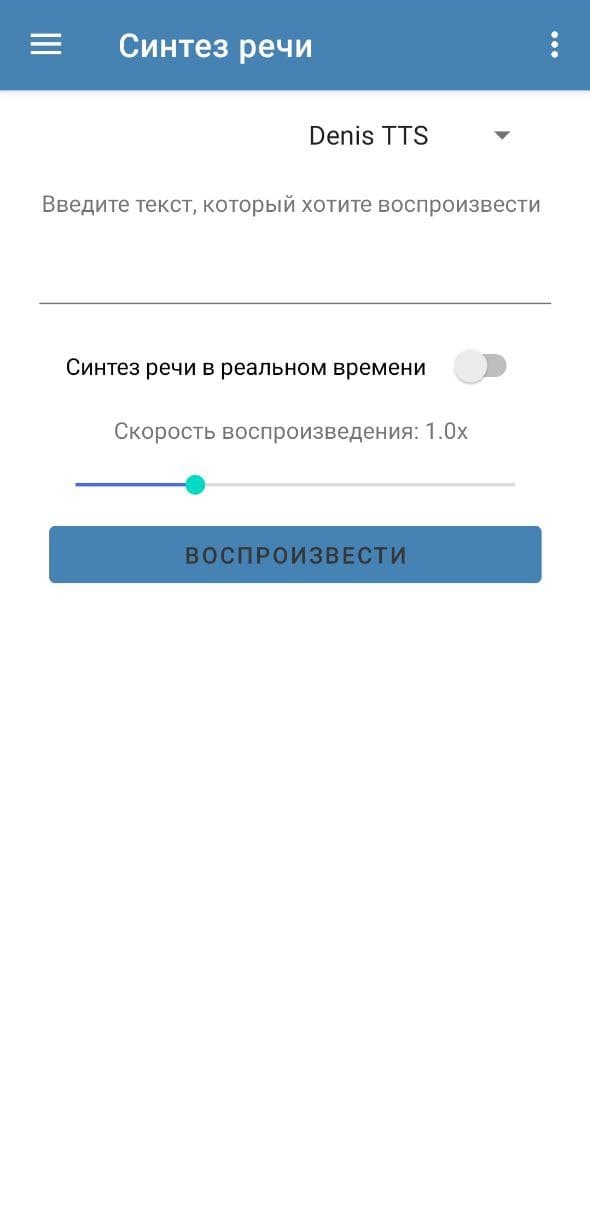 Синтез речи
Denis TTS
Введите текст, который хотите воспроизвести
Синтез речи в реальном времени
Скорость воспроизведения: 1.0x
ВОСПРОИЗВЕСТИ